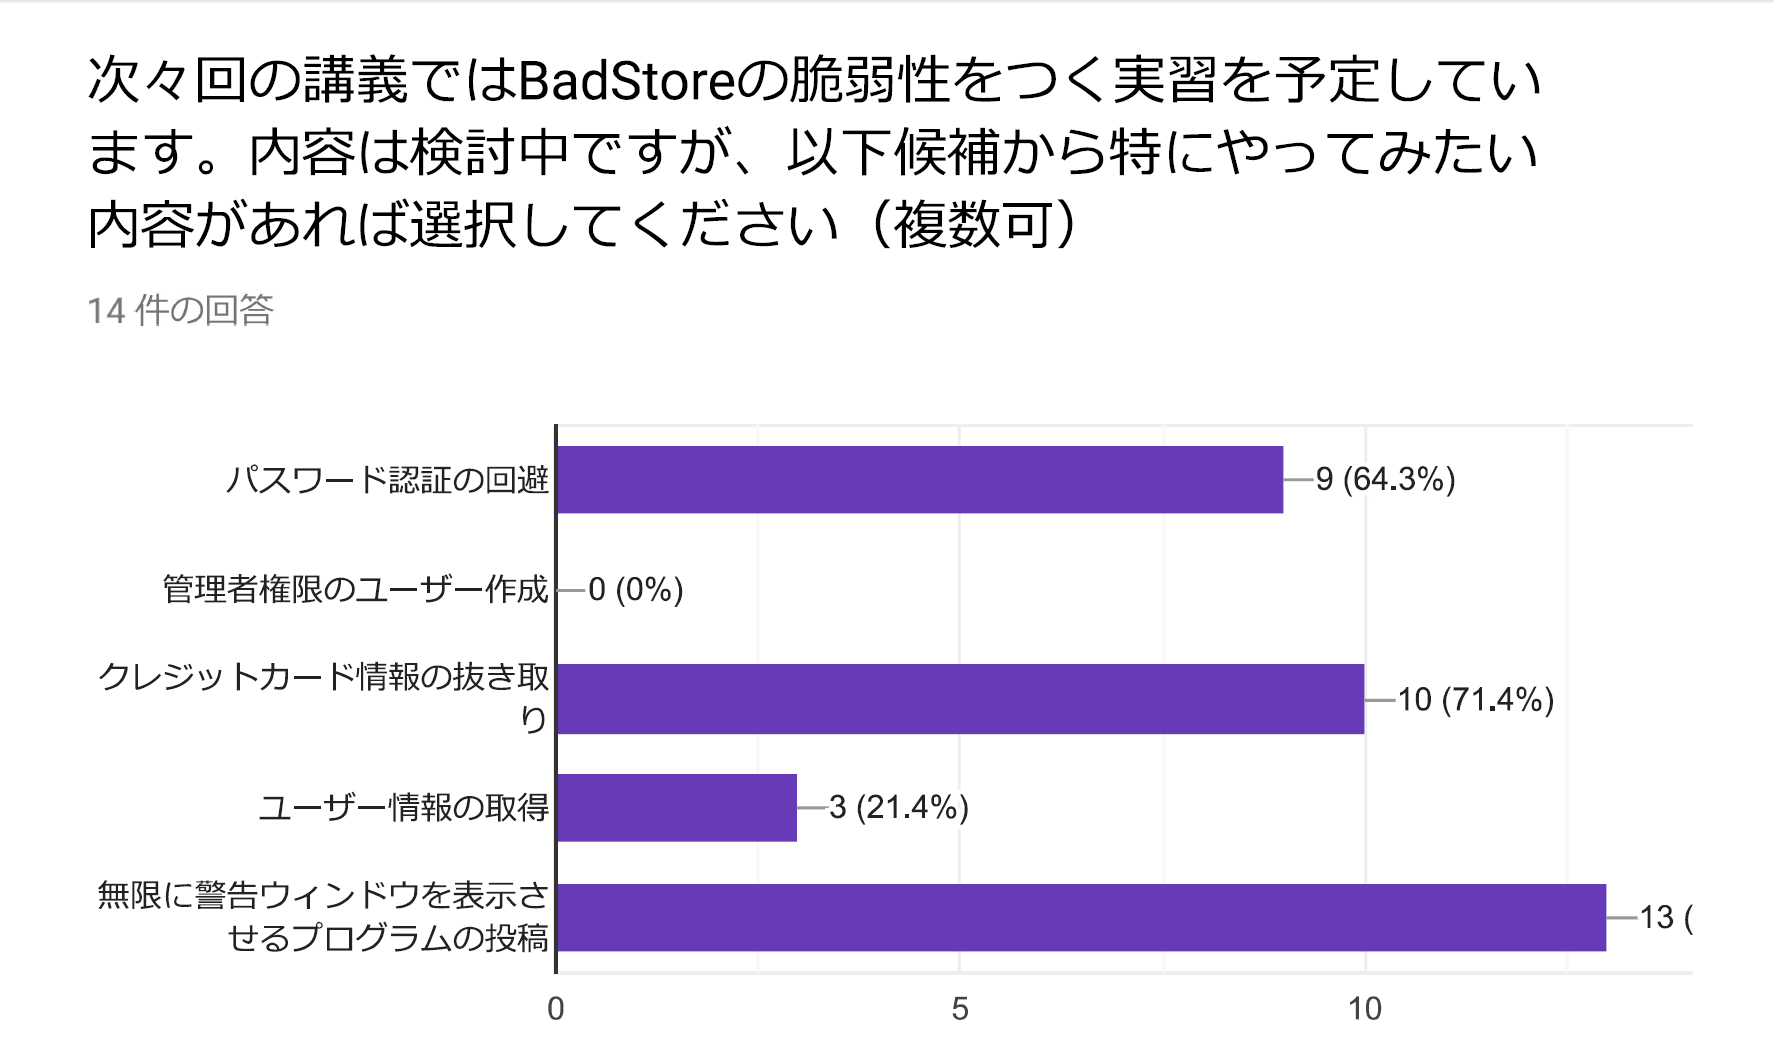 次々回の講義ではBadStoreの脆弱性をつく実習を予定してい
ます。内容は検討中ですが、以下候補から特にやってみたい
内容があれば選択してください（複数可）
14 件の回答
パスワード認証の回避
9 (64.3%)
管理者権限のユーザー作成
0 (0%)
クレジットカード情報の抜き取
り
10 (71.4%)
ユーザー情報の取得
3 (21.4%)
無限に警告ウィンドウを表示さ
せるプログラムの投稿
13 (
0
5
10